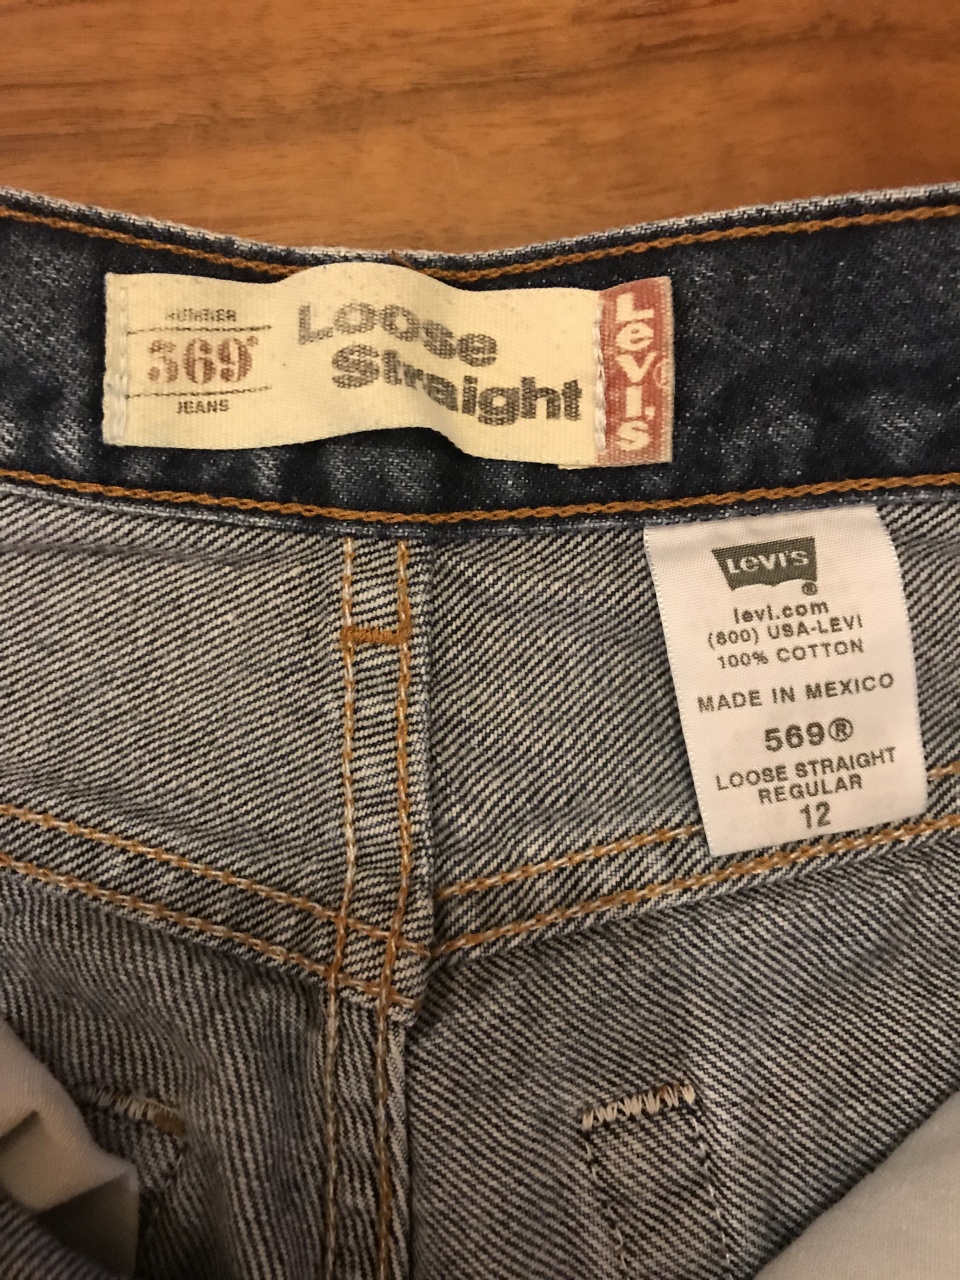 NUMBER
569
JEANS
Loose
Straight
Levi's®
LEVI'S
®
levi.com
(800) USA-LEVI
100% COTTON
MADE IN MEXICO
569®
LOOSE STRAIGHT
REGULAR
12